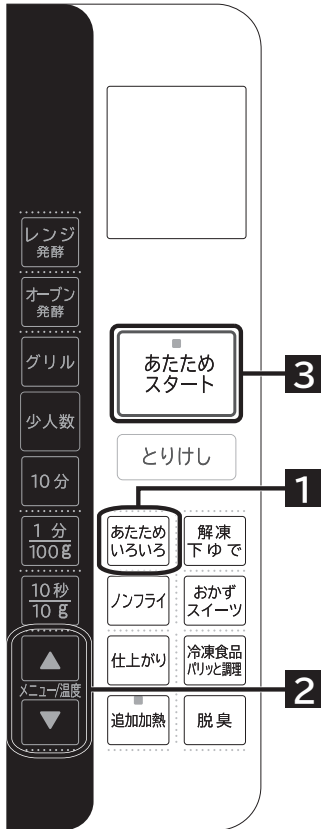 レンジ
発酵
オーブン
発酵
グリル
少人数
10分
1分
100g
10秒
10g
▲
メニュー/温度
▼
あたため
スタート
3
とりけし
1
あたため
いろいろ
解凍
下ゆで
ノンフライ
おかず
スイーツ
仕上がり
冷凍食品
パリッと調理
2
追加加熱
脱臭